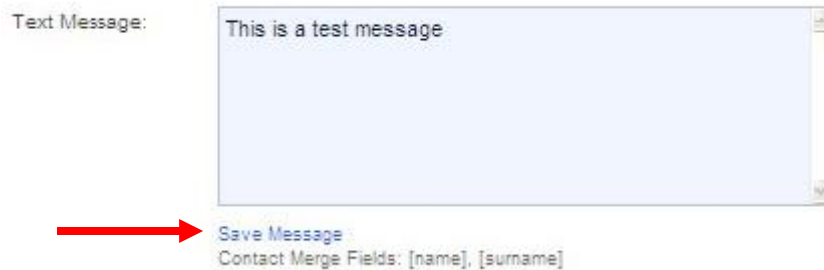 Text Message:
This is a test message
Save Message
Contact Merge Fields: [name], [surname]